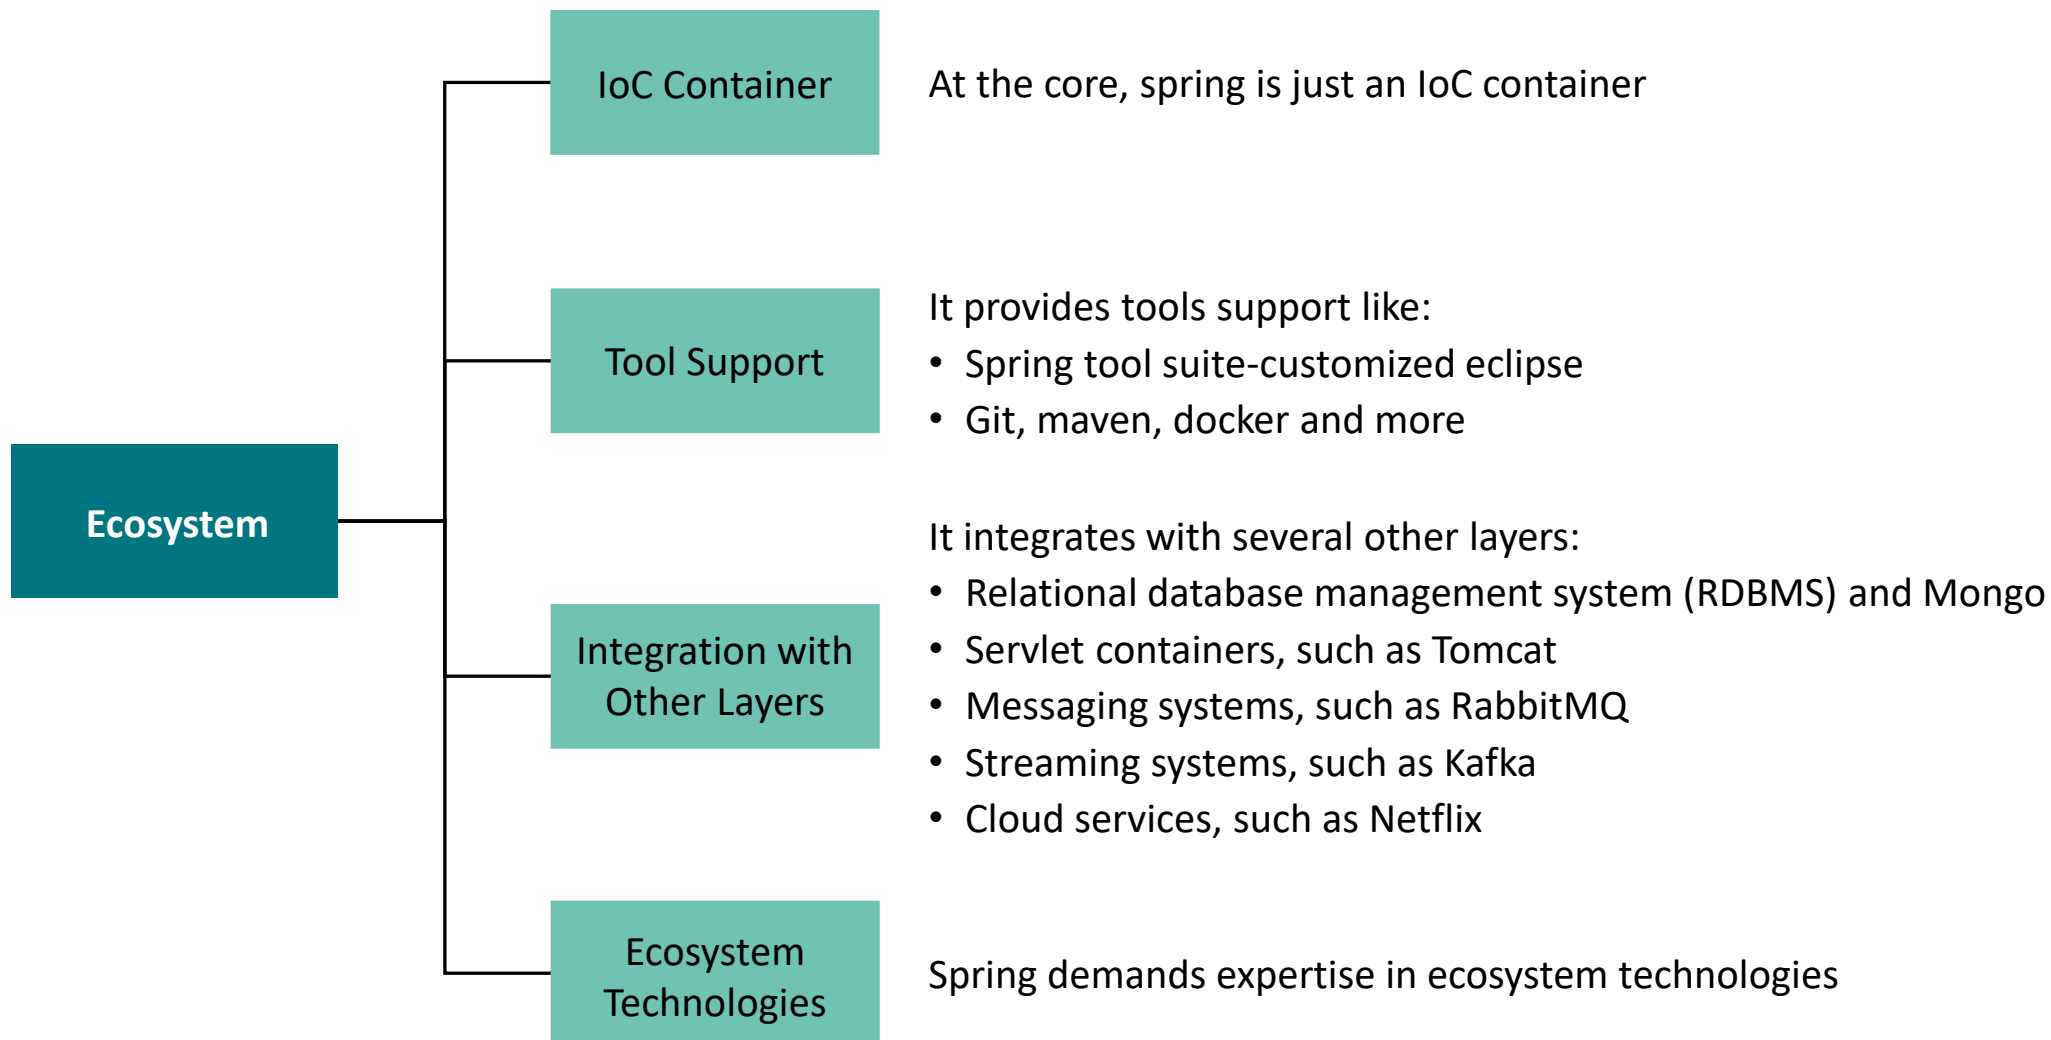 Ecosystem
IoC Container
At the core, spring is just an IoC container
Tool Support
It provides tools support like:
• Spring tool suite-customized eclipse
• Git, maven, docker and more
Integration with
Other Layers
It integrates with several other layers:
• Relational database management system (RDBMS) and Mongo
• Servlet containers, such as Tomcat
• Messaging systems, such as RabbitMQ
• Streaming systems, such as Kafka
• Cloud services, such as Netflix
Ecosystem
Technologies
Spring demands expertise in ecosystem technologies